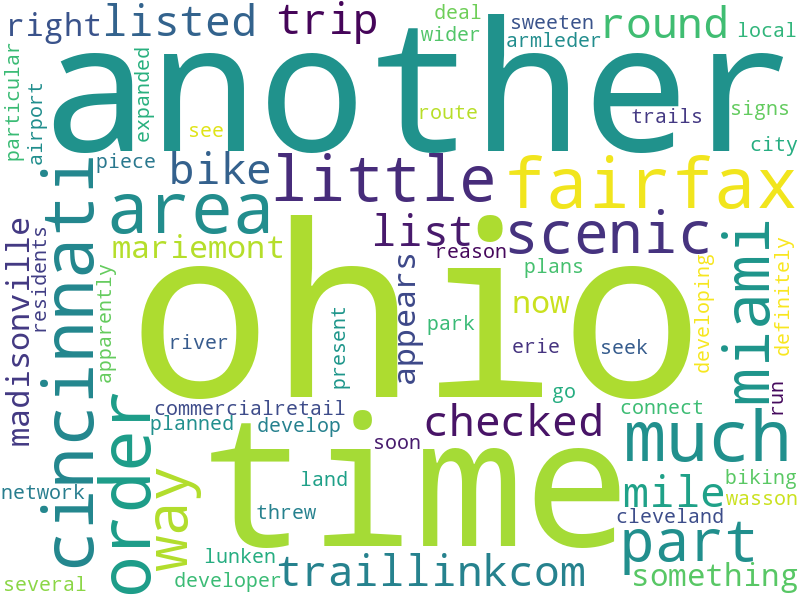 deal
sweeten
right
listed
trip
wider
armleder
round
local
another
particular
airport
expanded
see
route
trails
signs
city
piece
bike
little
fairfax
cincinnati
area
list
scenic
mariemont
reason
madisonville
residents
apparently
appears
plans
now
miami
developing
definitely
ohio
river
present
park
erie
seek
go
run
order
commercialretail
planned
develop
time
soon
checked
connect
much
way
network
land
threw
mile
biking
wasson
cleveland
part
lunken
several
developer
traillinkcom
something